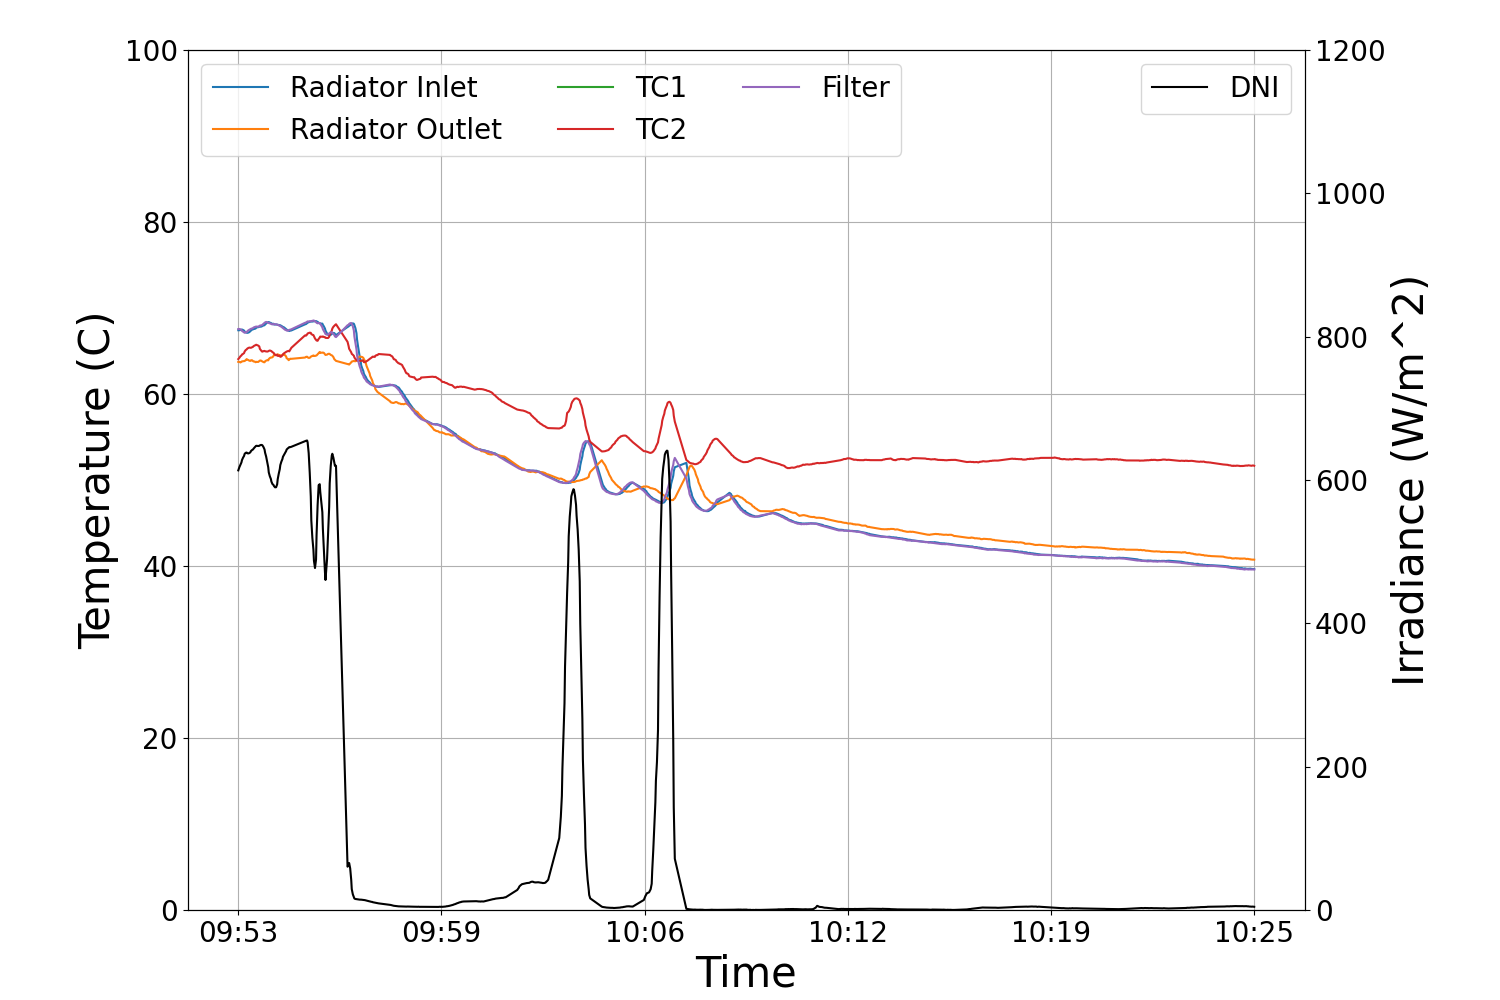 Radiator Inlet
Radiator Outlet
TC1
TC2
Filter
DNI
100
80
60
40
20
0
Temperature (C)
1200
1000
800
600
400
200
0
Irradiance (W/m^2)
09:53 09:59 10:06 10:12 10:19 10:25
Time